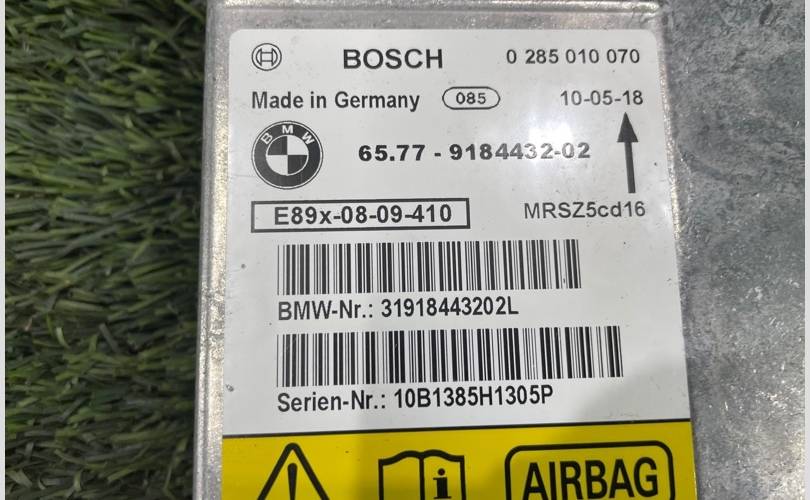 BOSCH 0 285 010 070
Made in Germany 085 10-05-18
BMW
65.77 - 9184432-02
E89x-08-09-410 MRSZ5cd16
BMW-Nr.: 31918443202L
Serien-Nr.: 10B1385H1305P
AIRBAG